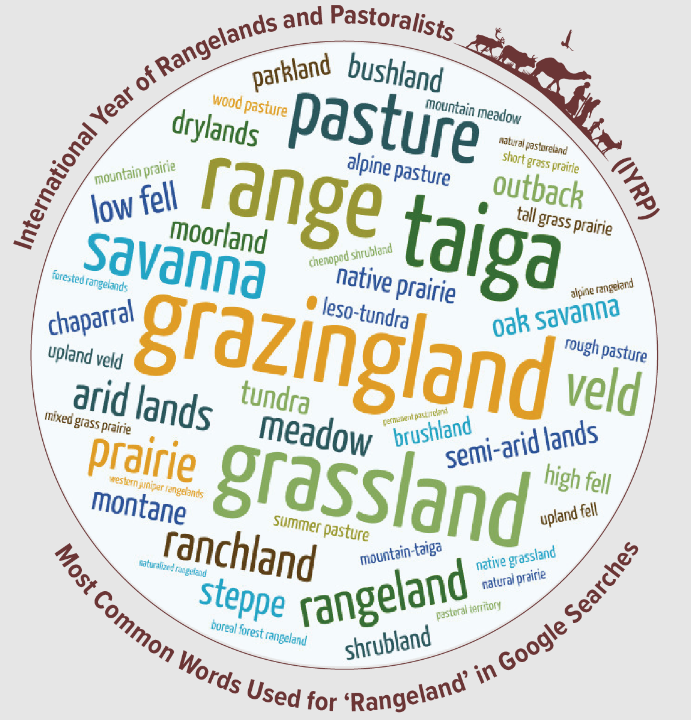 International Year of Rangelands and Pastoralists
(IYRP)
parkland
bushland
wood pasture
pasture
mountain meadow
drylands
natural pastureland
short grass prairie
alpine pasture
mountain prairie
range
outback
low fell
taiga
tall grass prairie
moorland
savanna
chenopod shrubland
native prairie
forested rangelands
alpine rangeland
grazingland
leso-tundra
oak savanna
chaparral
rough pasture
upland veld
veld
arid lands
tundra
permanent pastureland
mixed grass prairie
meadow
brushland
semi-arid lands
prairie
grassland
western juniper rangelands
high fell
montane
summer pasture
upland fell
ranchland
mountain-taiga
native grassland
naturalized rangeland
natural prairie
steppe
rangeland
pastoral territory
boreal forest rangeland
shrubland
Most Common Words Used for ‘Rangeland’ in Google Searches